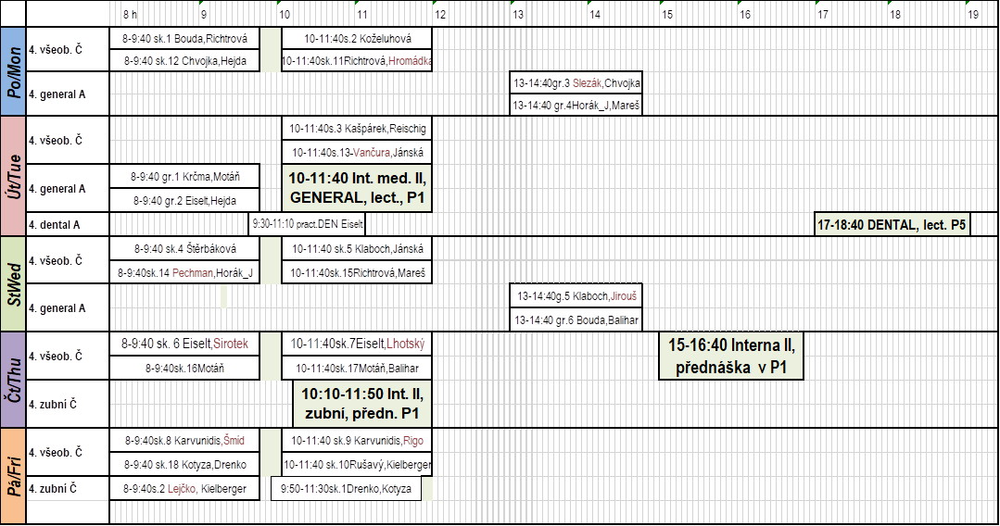 8 h 9 10 11 12 13 14 15 16 17 18 19
Po/Mon
4. všeob. Č
8-9:40 sk.1 Bouda,Richtrová
10-11:40s.2 Koželuhová
8-9:40 sk.12 Chvojka,Hejda
10-11:40sk.11Richtrová,Hromádka
4. general A
13-14:40gr.3 Slezák,Chvojka
13-14:40 gr.4Horák_J,Mareš
Út/Tue
4. všeob. Č
10-11:40s.3 Kašpárek,Reischig
10-11:40s.13-Vančura,Jánská
4. general A
8-9:40 gr.1 Krčma,Motáň
8-9:40 gr.2 Eiselt,Hejda
10-11:40 Int. med. II,
GENERAL, lect., P1
4. dental A
9:30-11:10 pract.DEN Eiselt
17-18:40 DENTAL, lect. P5
StWed
4. všeob. Č
8-9:40 sk.4 Štěrbáková
10-11:40 sk.5 Klaboch,Jánská
8-9:40sk.14 Pechman,Horák_J
10-11:40sk.15Richtrová,Mareš
4. general A
13-14:40g.5 Klaboch,Jirouš
13-14:40 gr.6 Bouda,Balihar
Čt/Thu
4. všeob. Č
8-9:40 sk. 6 Eiselt,Sirotek
10-11:40sk.7Eiselt,Lhotský
8-9:40sk.16Motáň
10-11:40sk.17Motáň,Balihar
15-16:40 Interna II,
přednáška v P1
4. zubní Č
10:10-11:50 Int. II,
zubní, předn. P1
Pá/Fri
4. všeob. Č
8-9:40sk.8 Karvunidis,Šmíd
10-11:40 sk.9 Karvunidis,Rigo
8-9:40 sk.18 Kotyza,Drenko
10-11:40 sk.10Rušavý,Kielberger
4. zubní Č
8-9:40s.2 Lejčko, Kielberger
9:50-11:30sk.1Drenko,Kotyza